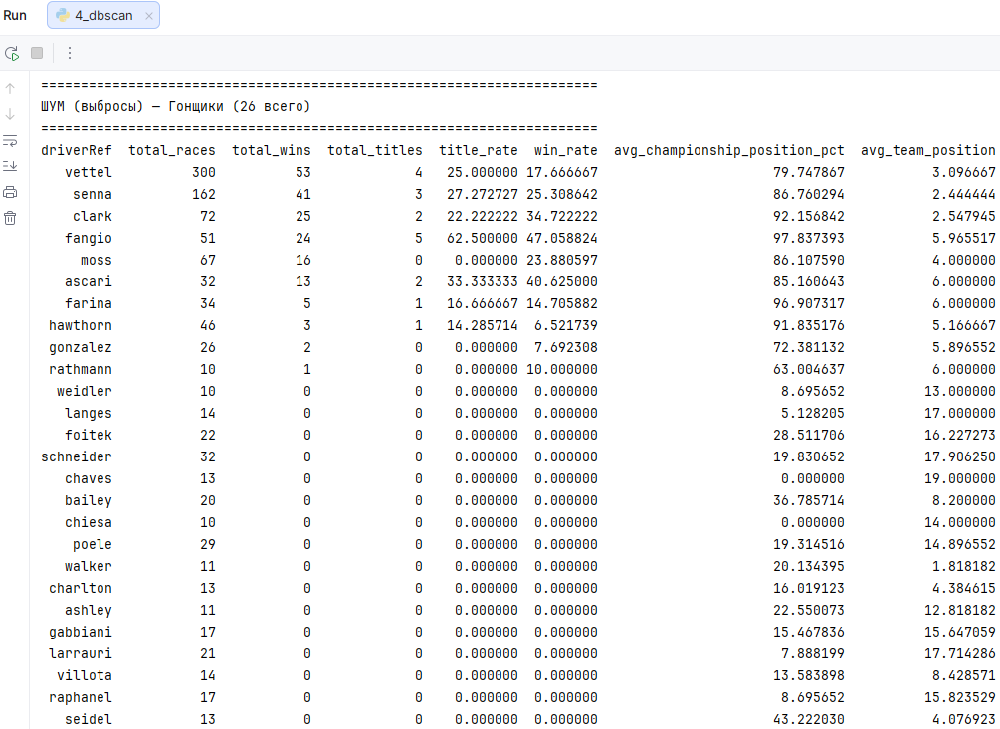 Run 4_dbscan
======================================================================
ШУМ (выбросы) — Гонщики (26 всего)
======================================================================
driverRef total_races total_wins total_titles title_rate win_rate avg_championship_position_pct avg_team_position
vettel 300 53 4 25.000000 17.666667 79.747867 3.096667
senna 162 41 3 27.272727 25.308642 86.760294 2.444444
clark 72 25 2 22.222222 34.722222 92.156842 2.547945
fangio 51 24 5 62.500000 47.058824 97.837393 5.965517
moss 67 16 0 0.000000 23.880597 86.107590 4.000000
ascari 32 13 2 33.333333 40.625000 85.160643 6.000000
farina 34 5 1 16.666667 14.705882 96.907317 6.000000
hawthorn 46 3 1 14.285714 6.521739 91.835176 5.166667
gonzalez 26 2 0 0.000000 7.692308 72.381132 5.896552
rathmann 10 1 0 0.000000 10.000000 63.004637 6.000000
weidler 10 0 0 0.000000 0.000000 8.695652 13.000000
langes 14 0 0 0.000000 0.000000 5.128205 17.000000
foitek 22 0 0 0.000000 0.000000 28.511706 16.227273
schneider 32 0 0 0.000000 0.000000 19.830652 17.906250
chaves 13 0 0 0.000000 0.000000 0.000000 19.000000
bailey 20 0 0 0.000000 0.000000 36.785714 8.200000
chiesa 10 0 0 0.000000 0.000000 0.000000 14.000000
poele 29 0 0 0.000000 0.000000 19.314516 14.896552
walker 11 0 0 0.000000 0.000000 20.134395 1.818182
charlton 13 0 0 0.000000 0.000000 16.019123 4.384615
ashley 11 0 0 0.000000 0.000000 22.550073 12.818182
gabbiani 17 0 0 0.000000 0.000000 15.467836 15.647059
larrauri 21 0 0 0.000000 0.000000 7.888199 17.714286
villota 14 0 0 0.000000 0.000000 13.583898 8.428571
raphanel 17 0 0 0.000000 0.000000 8.695652 15.823529
seidel 13 0 0 0.000000 0.000000 43.222030 4.076923